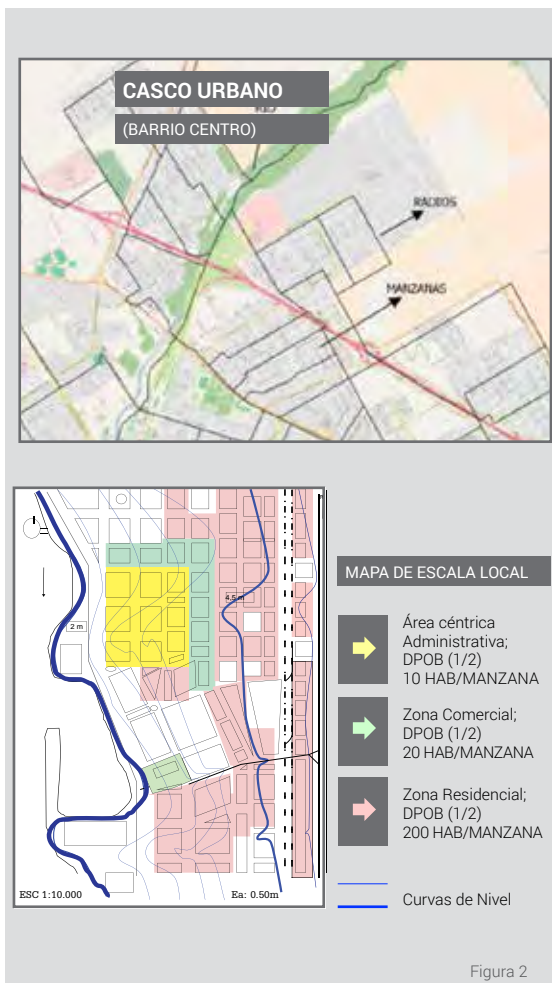 CASCO URBANO
(BARRIO CENTRO)
RADIOS
MANZANAS
4,5 m
2 m
ESC 1:10.000
Ea: 0.50m
MAPA DE ESCALA LOCAL
Área céntrica
Administrativa;
DPOB (1/2)
10 HAB/MANZANA
Zona Comercial;
DPOB (1/2)
20 HAB/MANZANA
Zona Residencial;
DPOB (1/2)
200 HAB/MANZANA
Curvas de Nivel
Figura 2